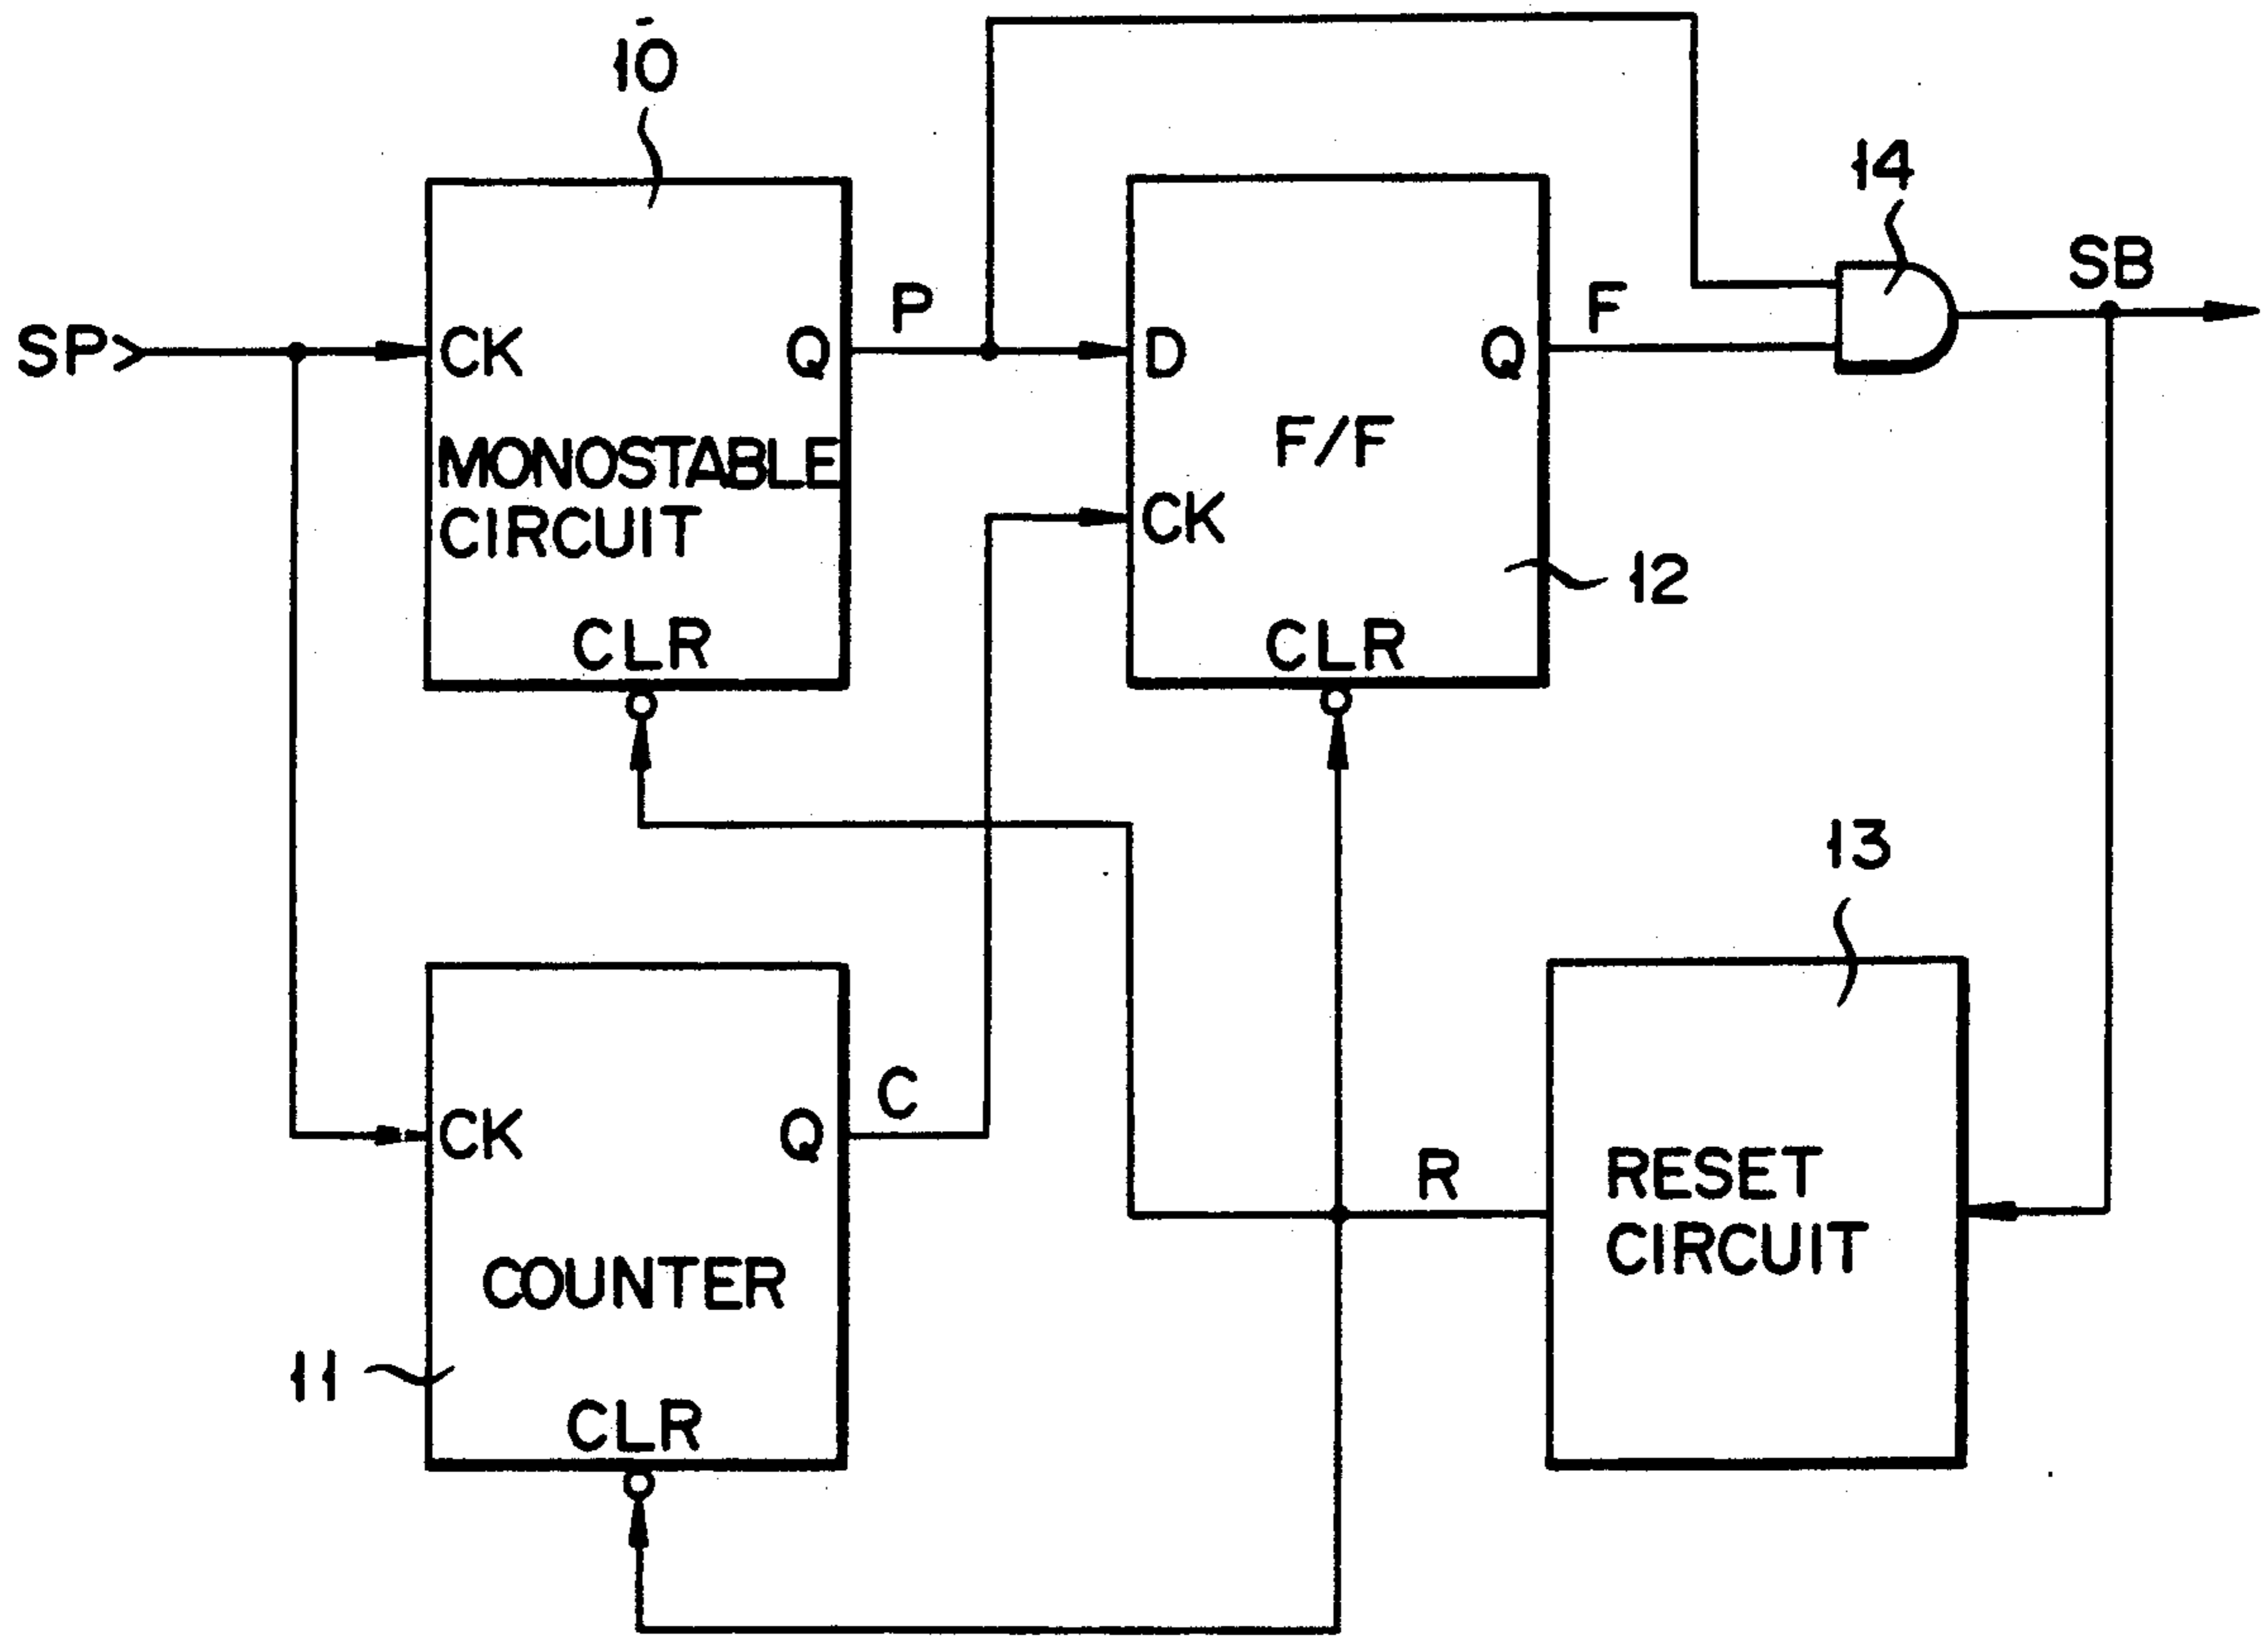 10
14
SB
P
F
SP
CK
Q
D
Q
F/F
MONOSTABLE
CIRCUIT
CK
12
CLR
CLR
13
C
CK
Q
R
RESET
CIRCUIT
COUNTER
11
CLR